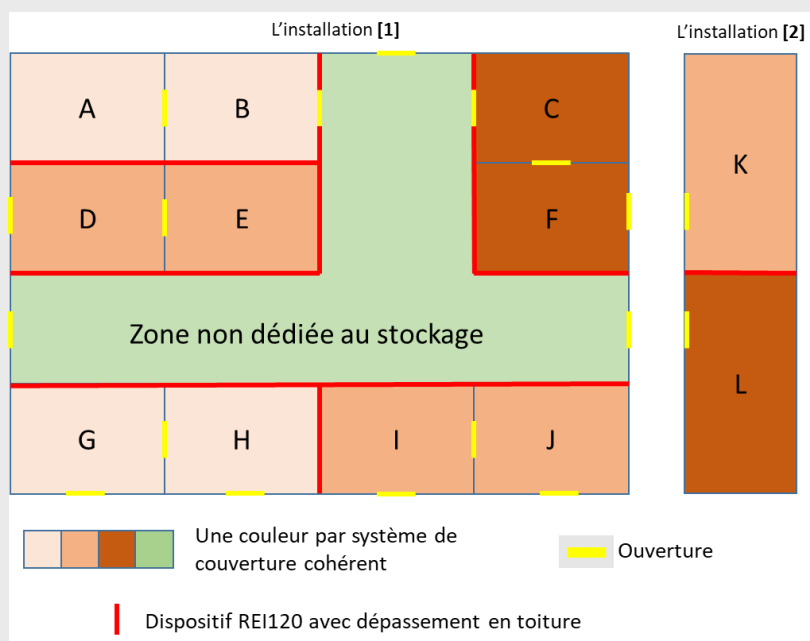 L’installation [1]
L’installation [2]
A
B
C
K
D
E
F
Zone non dédiée au stockage
L
G
H
I
J
Une couleur par système de
couverture cohérent
Ouverture
Dispositif REI120 avec dépassement en toiture